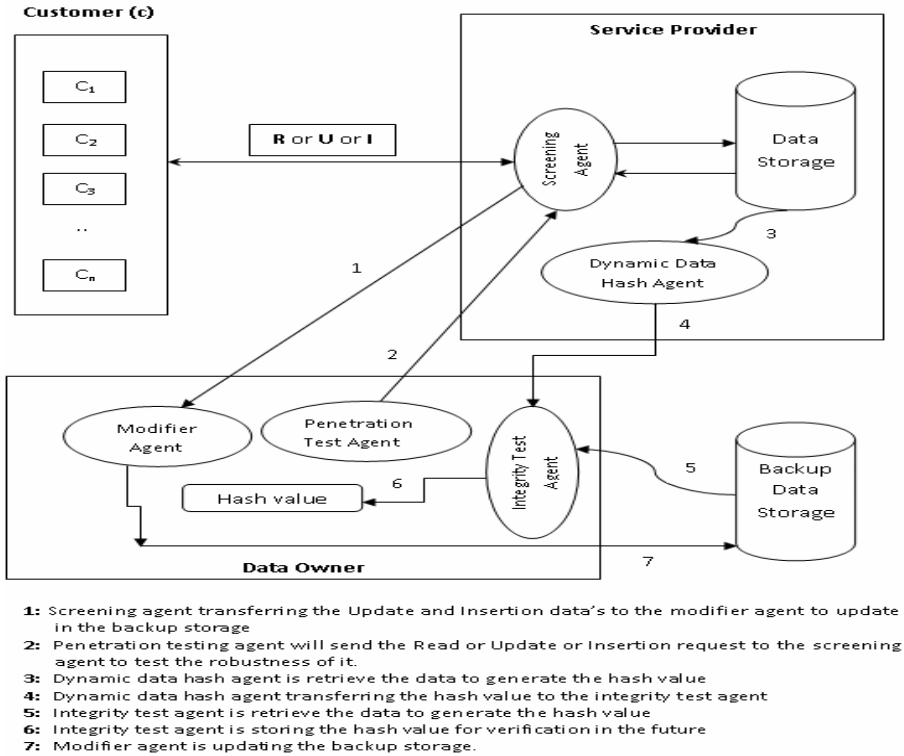 Customer (c)
C1
C2
C3
..
Cn
R or U or I
Service Provider
Screening
Agent
Data
Storage
3
Dynamic Data
Hash Agent
4
1
2
Modifier
Agent
Penetration
Test Agent
Integrity Test
Agent
6
Hash value
5
Backup
Data
Storage
7
Data Owner
1: Screening agent transferring the Update and Insertion data's to the modifier agent to update
in the backup storage
2: Penetration testing agent will send the Read or Update or Insertion request to the screening
agent to test the robustness of it.
3: Dynamic data hash agent is retrieve the data to generate the hash value
4: Dynamic data hash agent transferring the hash value to the integrity test agent
5: Integrity test agent is retrieve the data to generate the hash value
6: Integrity test agent is storing the hash value for verification in the future
7: Modifier agent is updating the backup storage.